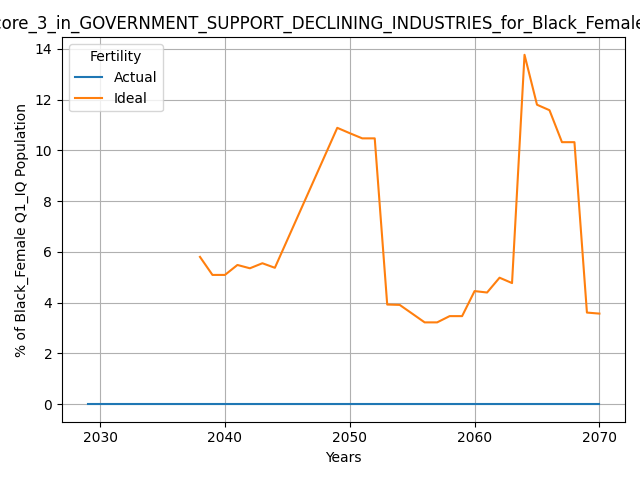 core_3_in_GOVERNMENT_SUPPORT_DECLINING_INDUSTRIES_for_Black_Female
Fertility
Actual
Ideal
% of Black_Female Q1_IQ Population
14
12
10
8
6
4
2
0
2030
2040
2050
2060
2070
Years